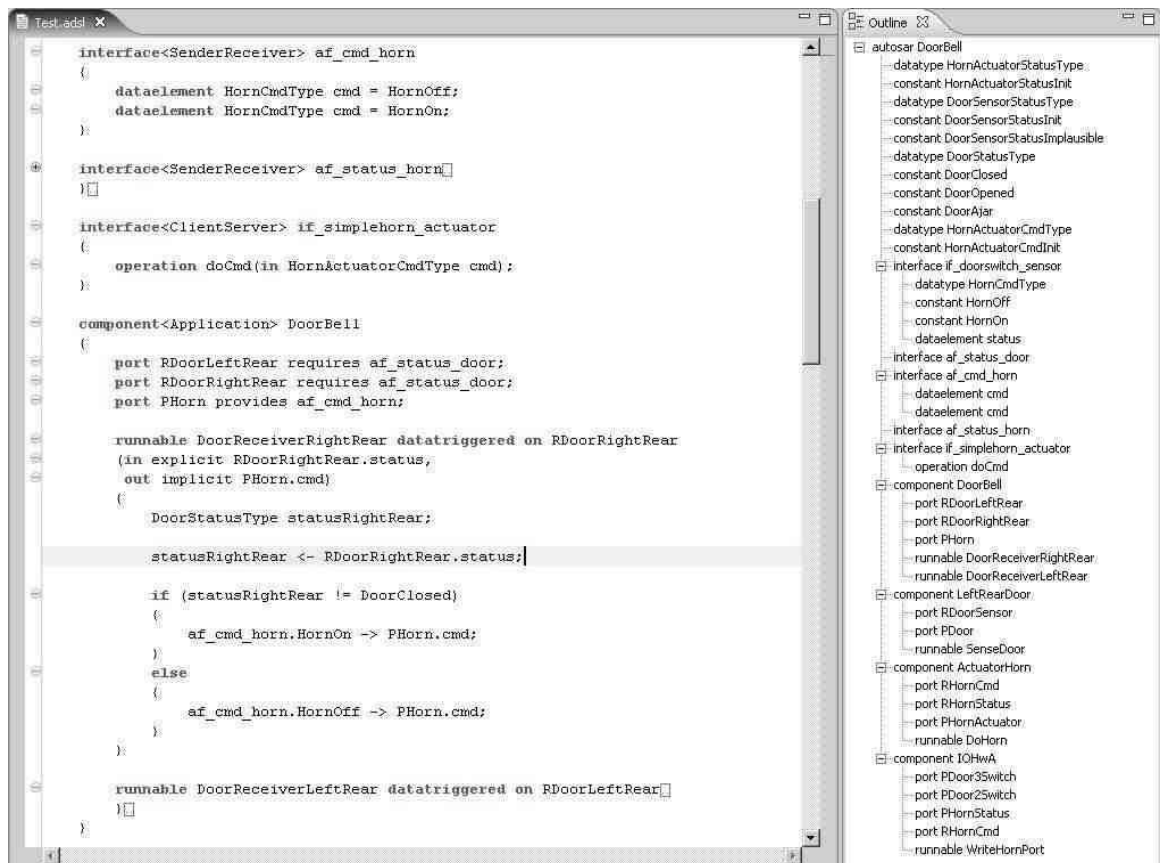 Test.adsl
interface<SenderReceiver> af_cmd_horn
{
dataelement HornCmdType cmd = HornOff;
dataelement HornCmdType cmd = HornOn;
}
interface<SenderReceiver> af_status_horn
}
interface<ClientServer> if_simplehorn_actuator
{
operation doCmd(in HornActuatorCmdType cmd);
}
component<Application> DoorBell
{
port RDoorLeftRear requires af_status_door;
port RDoorRightRear requires af_status_door;
port PHorn provides af_cmd_horn;
runnable DoorReceiverRightRear datatriggered on RDoorRightRear
(in explicit RDoorRightRear.status,
out implicit PHorn.cmd)
{
DoorStatusType statusRightRear;
statusRightRear <- RDoorRightRear.status;
if (statusRightRear != DoorClosed)
{
af_cmd_horn.HornOn -> PHorn.cmd;
}
else
{
af_cmd_horn.HornOff -> PHorn.cmd;
}
}
runnable DoorReceiverLeftRear datatriggered on RDoorLeftRear
}
}
Outline
autosar DoorBell
datatype HornActuatorStatusType
constant HornActuatorStatusInit
datatype DoorSensorStatusType
constant DoorSensorStatusInit
constant DoorSensorStatusImplausible
datatype DoorStatusType
constant DoorClosed
constant DoorOpened
constant DoorAjar
datatype HornActuatorCmdType
constant HornActuatorCmdInit
interface if_doorswitch_sensor
datatype HornCmdType
constant HornOff
constant HornOn
dataelement status
interface af_status_door
interface af_cmd_horn
dataelement cmd
dataelement cmd
interface af_status_horn
interface if_simplehorn_actuator
operation doCmd
component DoorBell
port RDoorLeftRear
port RDoorRightRear
port PHorn
runnable DoorReceiverRightRear
runnable DoorReceiverLeftRear
component LeftRearDoor
port RDoorSensor
port PDoor
runnable SenseDoor
component ActuatorHorn
port RHornCmd
port RHornStatus
port PHornActuator
runnable DoHorn
component IOHwA
port PDoor3Switch
port PDoor2Switch
port PHornStatus
port RHornCmd
runnable WriteHornPort